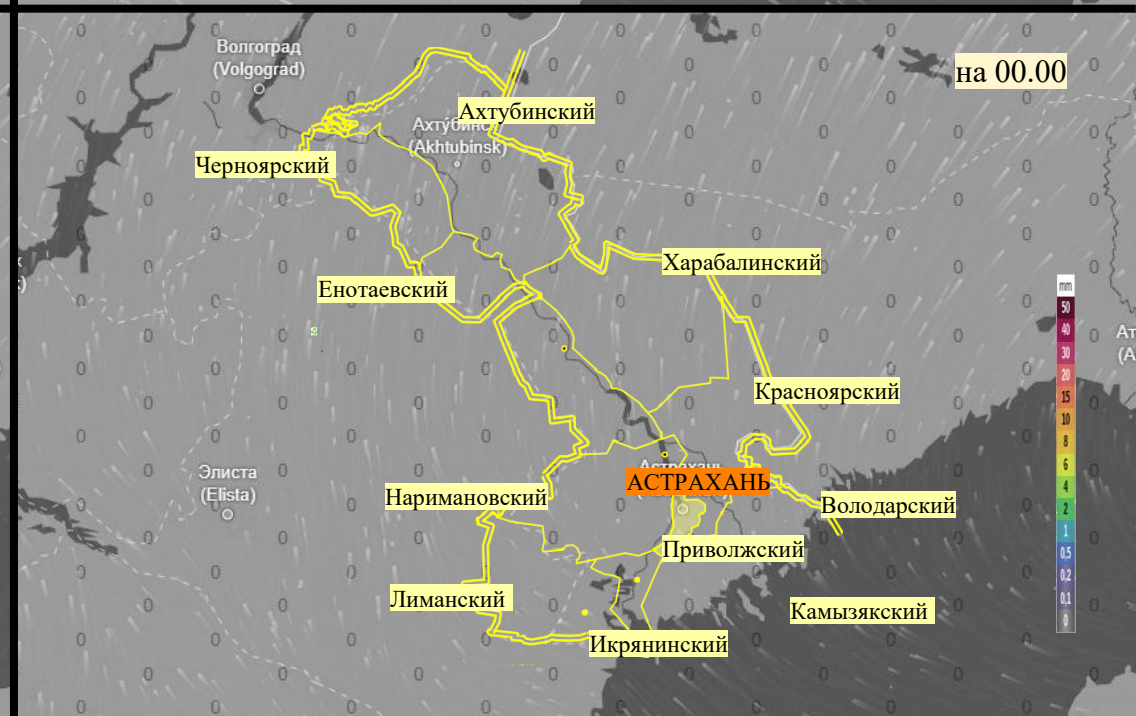 Волгоград
(Volgograd)
на 00.00
Ахтубинский
Ахтубинск
(Akhtubinsk)
Черноярский
Харабалинский
Енотаевский
mm
50
40
30
20
15
10
8
6
4
2
1
0,5
0,2
0,1
0
Красноярский
Элиста
(Elista)
Астрахань
АСТРАХАНЬ
Наримановский
Володарский
Приволжский
Лиманский
Камызякский
Икрянинский